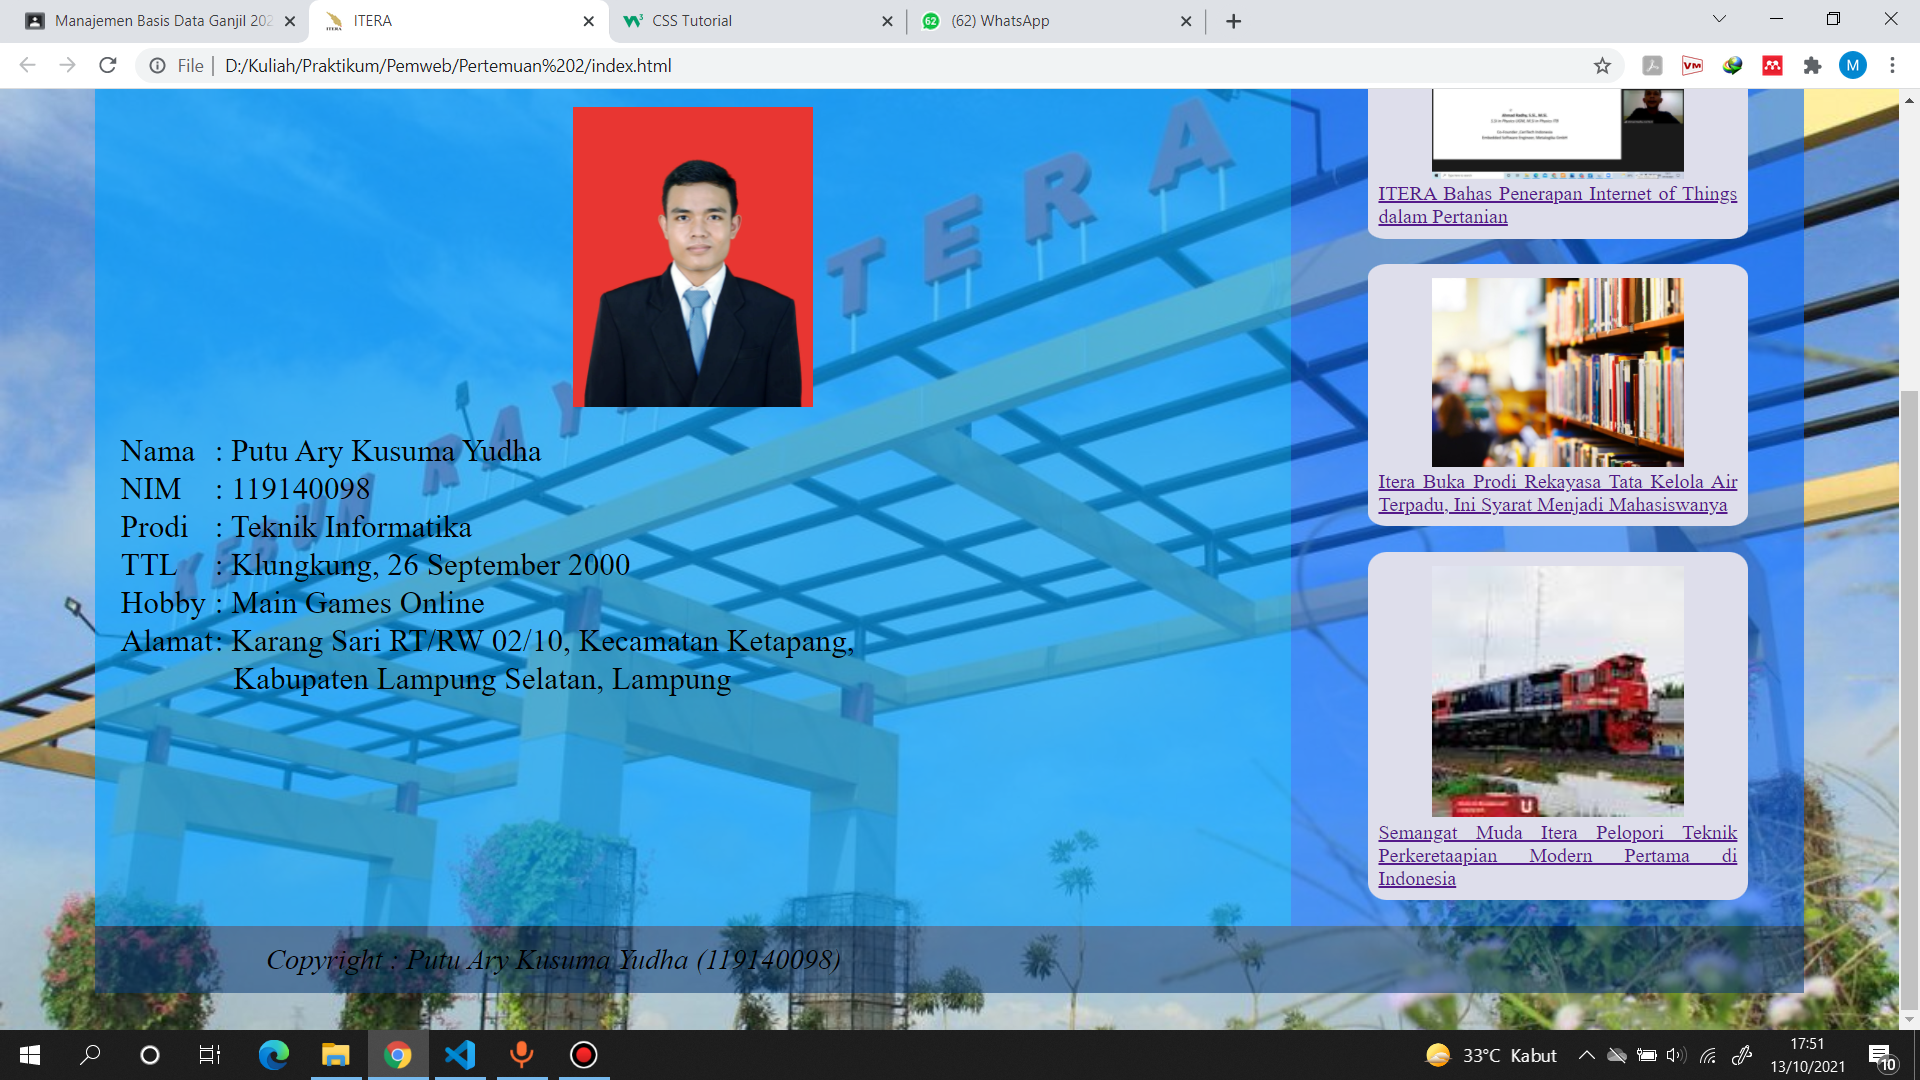 Manajemen Basis Data Ganjil 202
ITERA
CSS Tutorial
(62) WhatsApp
File
D:/Kuliah/Praktikum/Pemweb/Pertemuan%202/index.html
M
ITERA
KEBUN RAY
Nama : Putu Ary Kusuma Yudha
NIM : 119140098
Prodi : Teknik Informatika
TTL : Klungkung, 26 September 2000
Hobby : Main Games Online
Alamat : Karang Sari RT/RW 02/10, Kecamatan Ketapang,
Kabupaten Lampung Selatan, Lampung
ITERA Bahas Penerapan Internet of Things
dalam Pertanian
Itera Buka Prodi Rekayasa Tata Kelola Air
Terpadu, Ini Syarat Menjadi Mahasiswanya
U
Semangat Muda Itera Pelopori Teknik
Perkeretaapian Modern Pertama di
Indonesia
Copyright : Putu Ary Kusuma Yudha (119140098)
33°C Kabut
17:51
13/10/2021
10